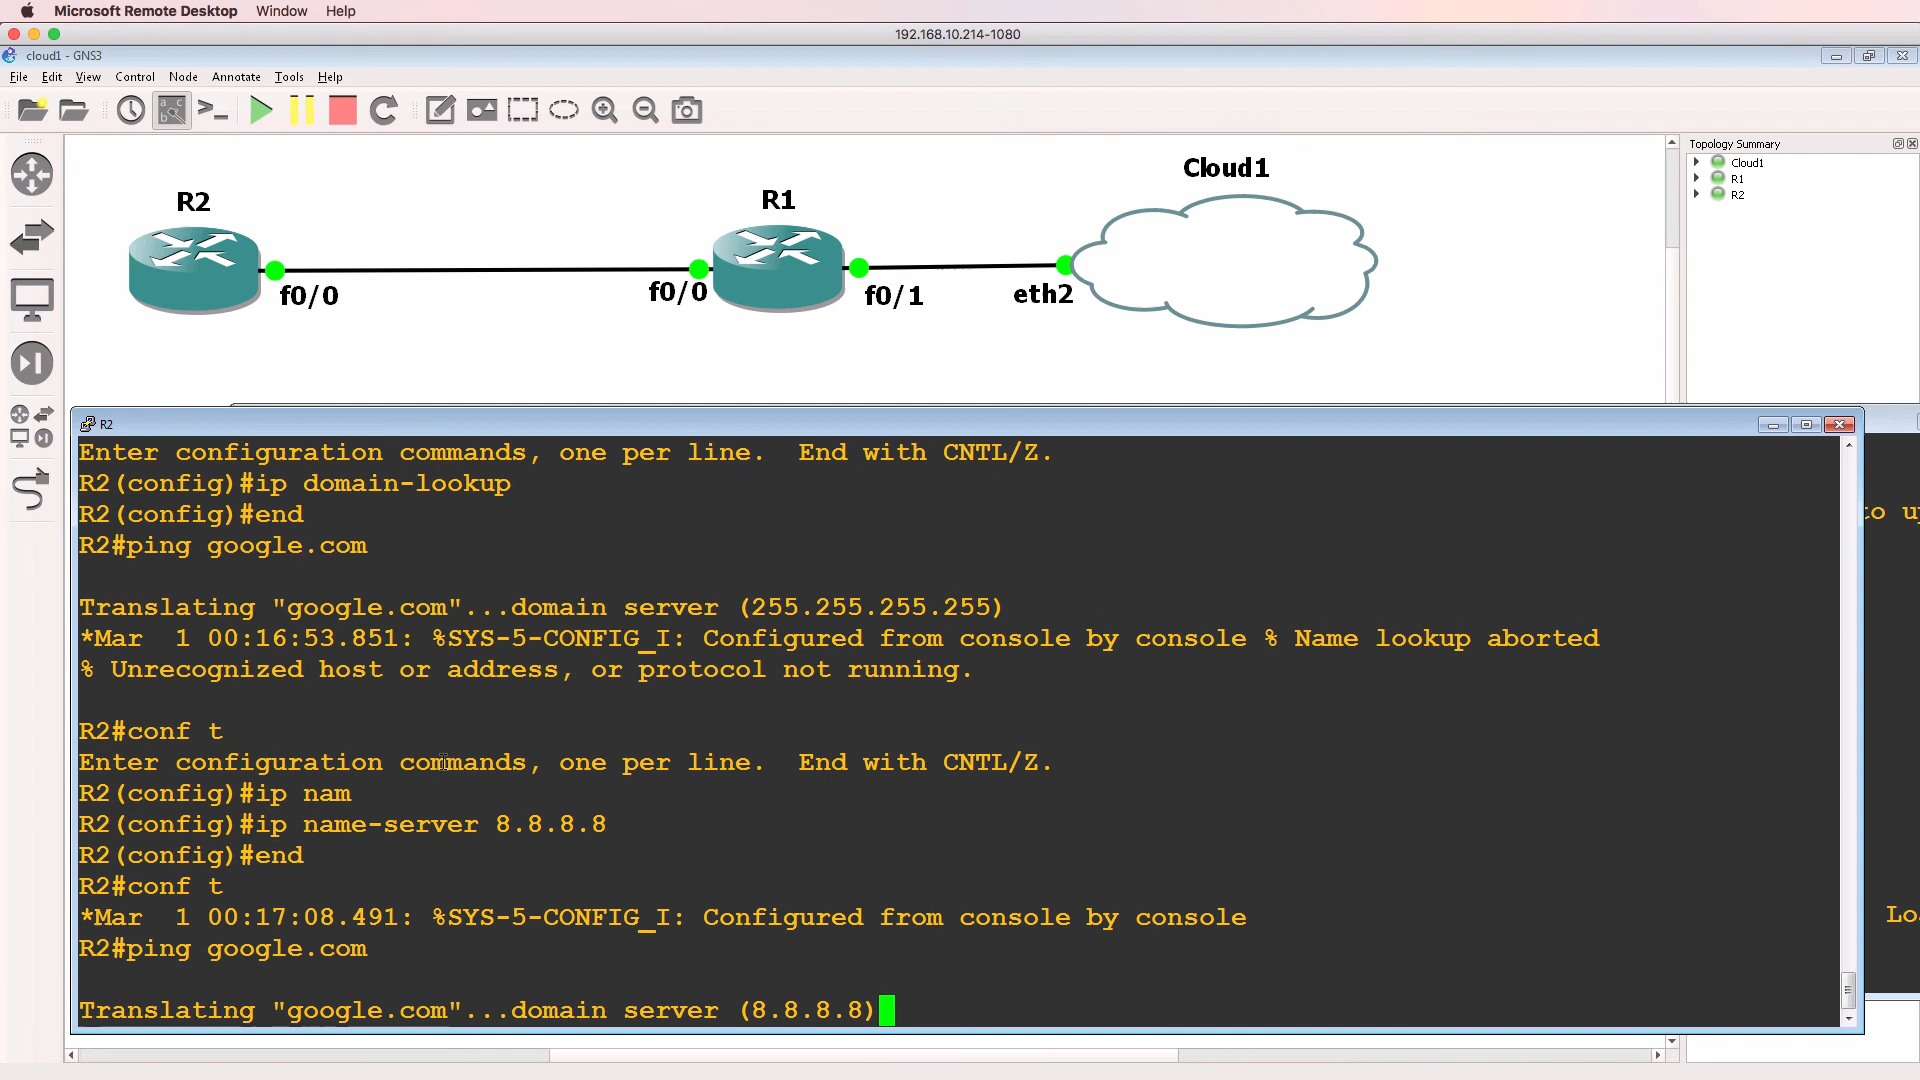 Microsoft Remote Desktop Window Help
192.168.10.214-1080
cloud1 - GNS3
File Edit View Control Node Annotate Tools Help
Topology Summary
Cloud1
R1
R2
Cloud1
R2
R1
f0/0
f0/0
f0/1
eth2
R2
Enter configuration commands, one per line.  End with CNTL/Z.
R2(config)#ip domain-lookup
R2(config)#end
R2#ping google.com
Translating "google.com"...domain server (255.255.255.255)
*Mar  1 00:16:53.851: %SYS-5-CONFIG_I: Configured from console by console % Name lookup aborted
% Unrecognized host or address, or protocol not running.
R2#conf t
Enter configuration commands, one per line.  End with CNTL/Z.
R2(config)#ip nam
R2(config)#ip name-server 8.8.8.8
R2(config)#end
R2#conf t
*Mar  1 00:17:08.491: %SYS-5-CONFIG_I: Configured from console by console
R2#ping google.com
Translating "google.com"...domain server (8.8.8.8)